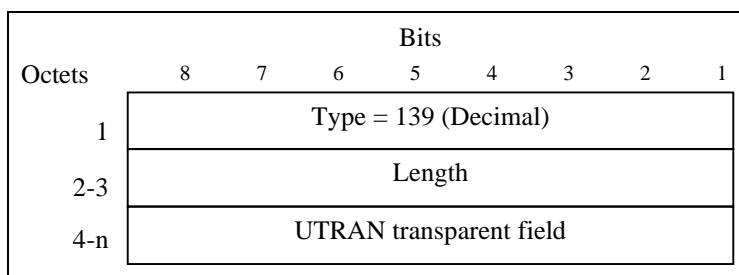 Bits
Octets 8 7 6 5 4 3 2 1
1 Type = 139 (Decimal)
2-3 Length
4-n UTRAN transparent field